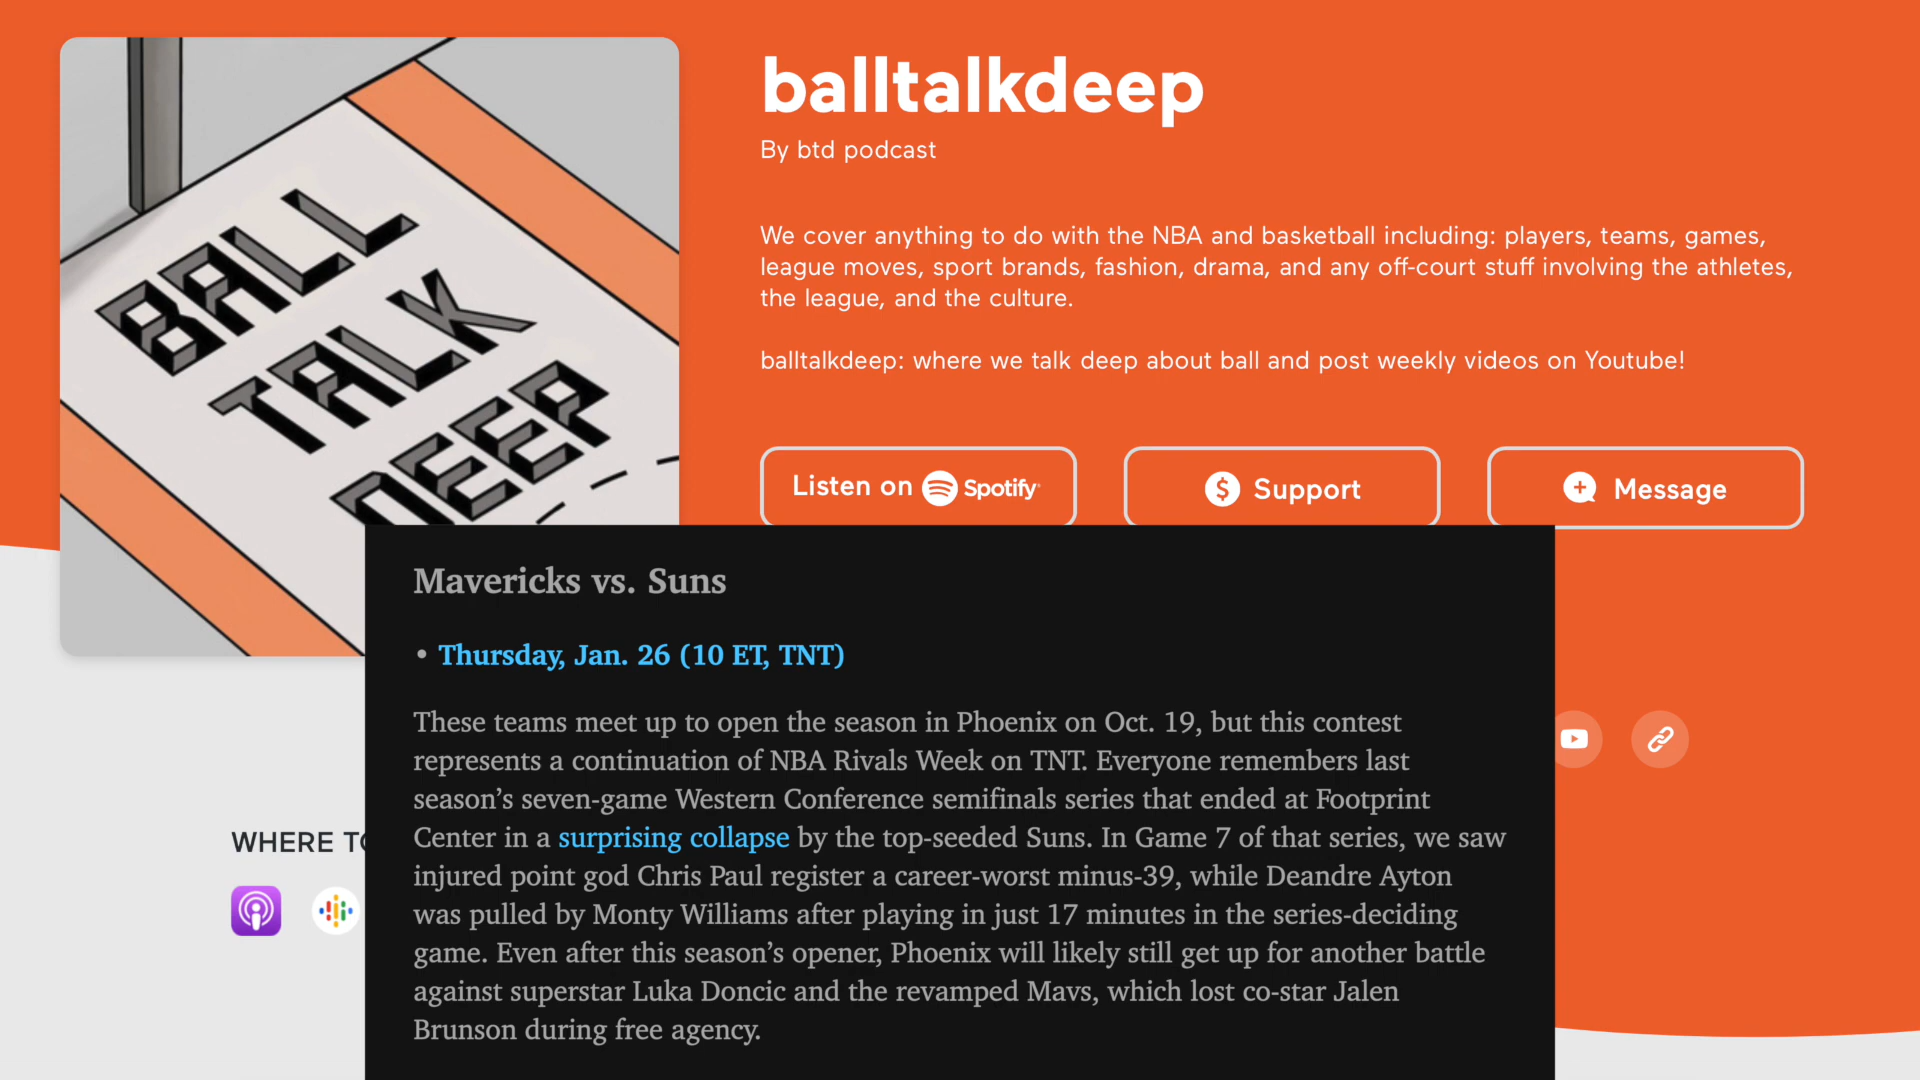 balltalkdeep
By btd podcast
We cover anything to do with the NBA and basketball including: players, teams, games,
league moves, sport brands, fashion, drama, and any off-court stuff involving the athletes,
the league, and the culture.
balltalkdeep: where we talk deep about ball and post weekly videos on Youtube!
BALL
TALK
DEEP
Listen on Spotify
Support
Message
Mavericks vs. Suns
• Thursday, Jan. 26 (10 ET, TNT)
These teams meet up to open the season in Phoenix on Oct. 19, but this contest
represents a continuation of NBA Rivals Week on TNT. Everyone remembers last
season’s seven-game Western Conference semifinals series that ended at Footprint
Center in a surprising collapse by the top-seeded Suns. In Game 7 of that series, we saw
injured point god Chris Paul register a career-worst minus-39, while Deandre Ayton
was pulled by Monty Williams after playing in just 17 minutes in the series-deciding
game. Even after this season’s opener, Phoenix will likely still get up for another battle
against superstar Luka Doncic and the revamped Mavs, which lost co-star Jalen
Brunson during free agency.
WHERE TO